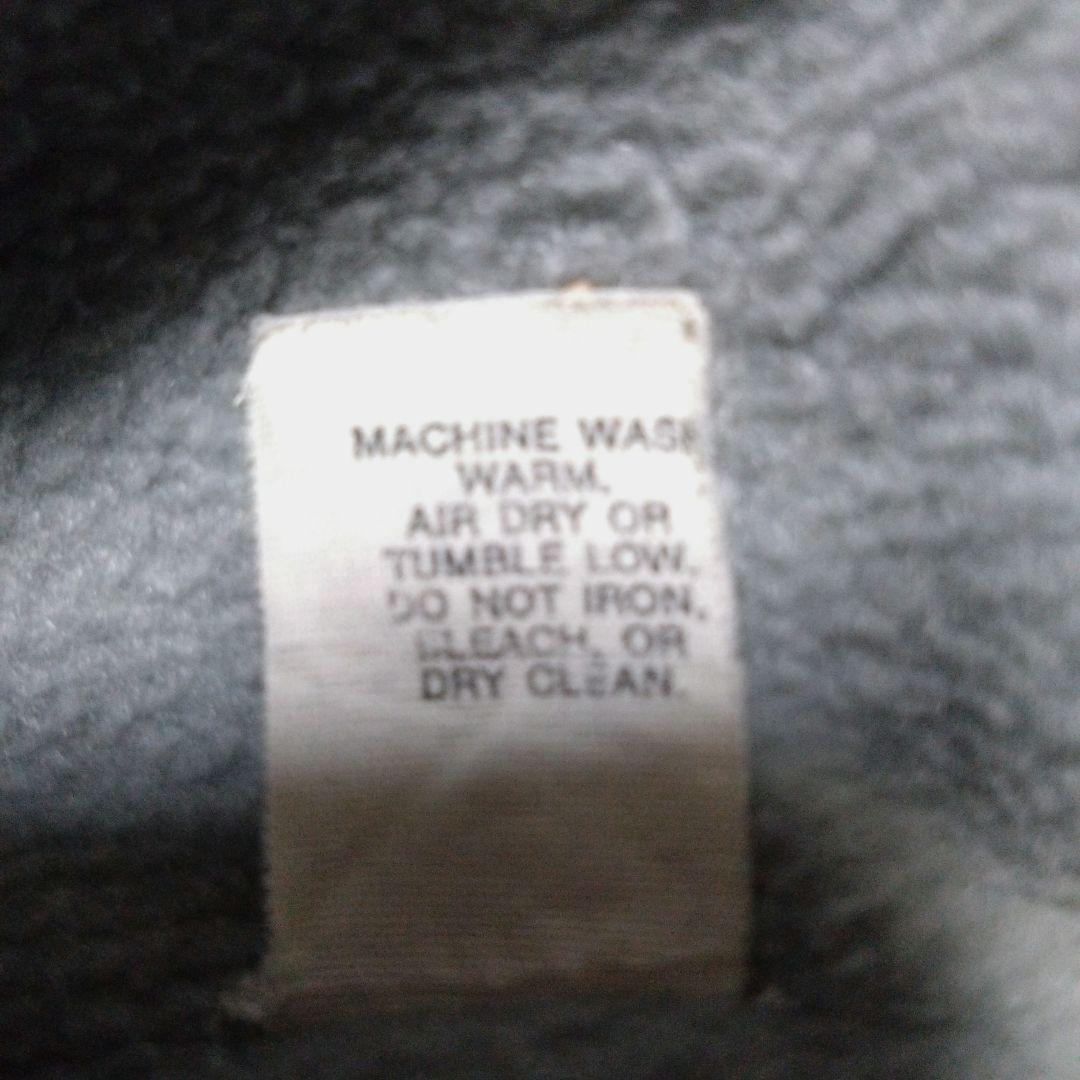 MACHINE WASH
WARM.
AIR DRY OR
TUMBLE LOW.
DO NOT IRON,
BLEACH, OR
DRY CLEAN.